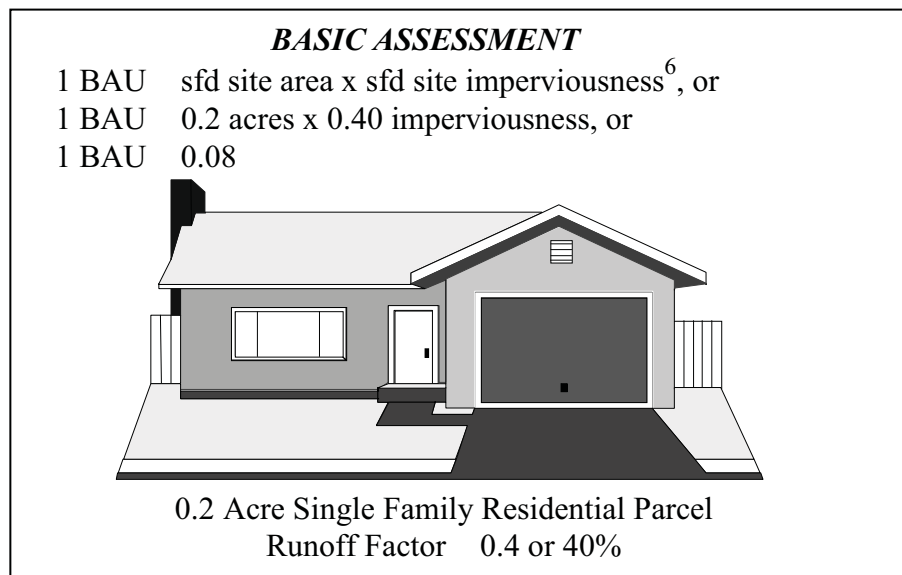 BASIC ASSESSMENT
1 BAU sfd site area x sfd site imperviousness⁶, or
1 BAU 0.2 acres x 0.40 imperviousness, or
1 BAU 0.08
0.2 Acre Single Family Residential Parcel
Runoff Factor 0.4 or 40%